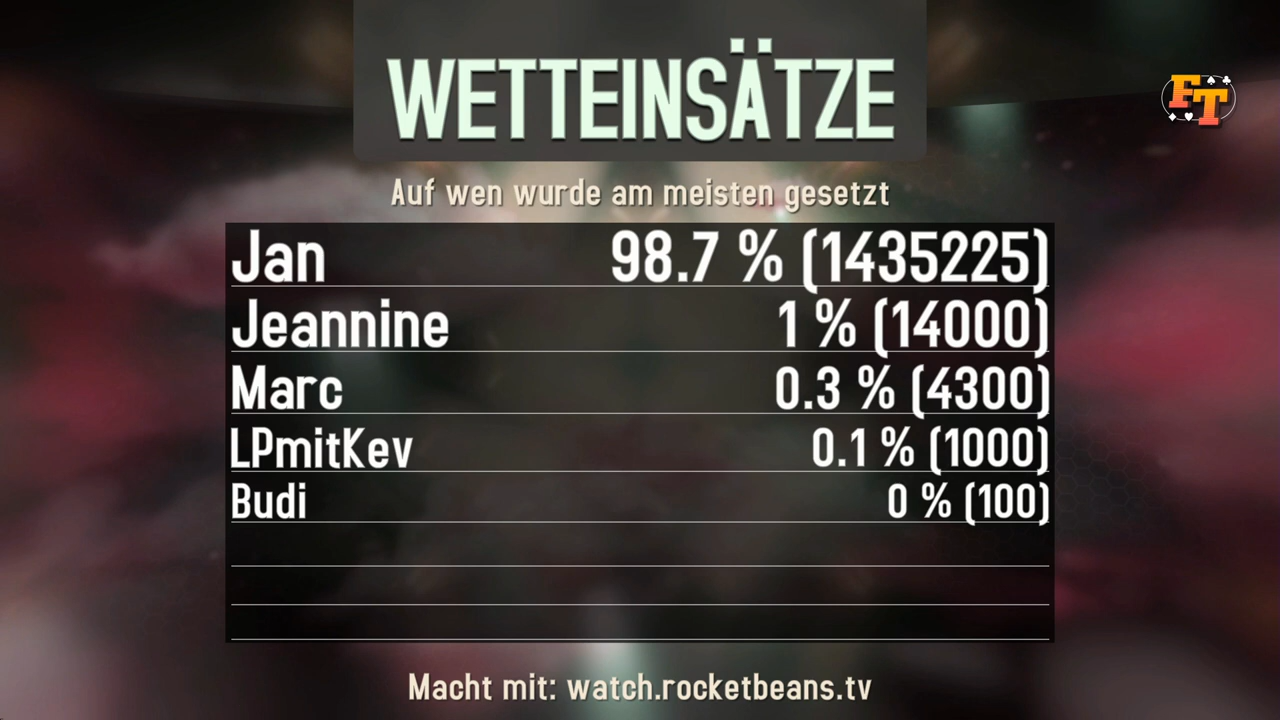 WETTEINSÄTZE
FT
Auf wen wurde am meisten gesetzt
Jan 98.7 % (1435225)
Jeannine 1 % (14000)
Marc 0.3 % (4300)
LPmitKev 0.1 % (1000)
Budi 0 % (100)
Macht mit: watch.rocketbeans.tv